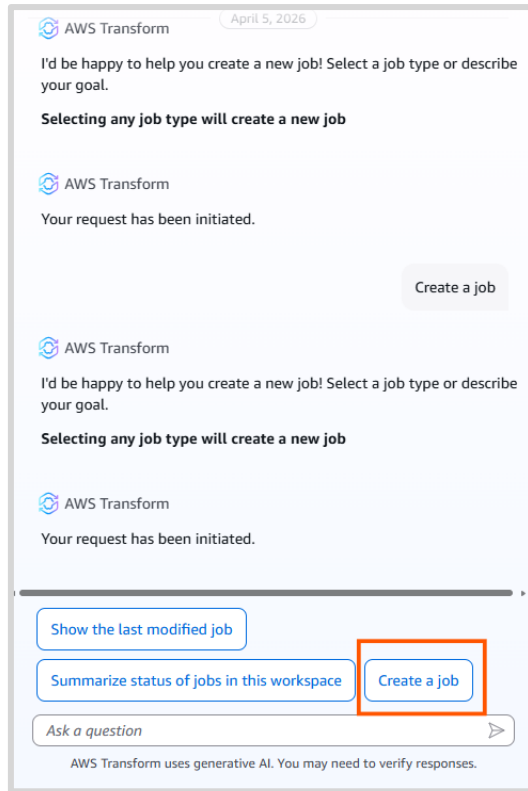 April 5, 2026
AWS Transform
I'd be happy to help you create a new job! Select a job type or describe
your goal.
Selecting any job type will create a new job
AWS Transform
Your request has been initiated.
Create a job
AWS Transform
I'd be happy to help you create a new job! Select a job type or describe
your goal.
Selecting any job type will create a new job
AWS Transform
Your request has been initiated.
Show the last modified job
Summarize status of jobs in this workspace
Create a job
Ask a question
AWS Transform uses generative AI. You may need to verify responses.